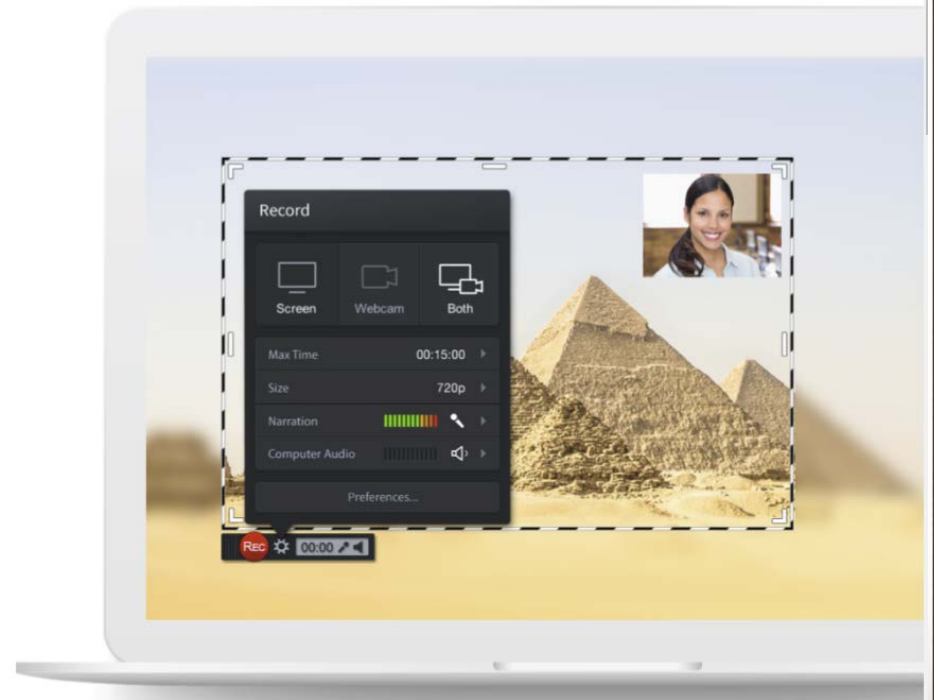 Record
Screen Webcam Both
Max Time 00:15:00
Size 720p
Narration
Computer Audio
Preferences...
REC 00:00